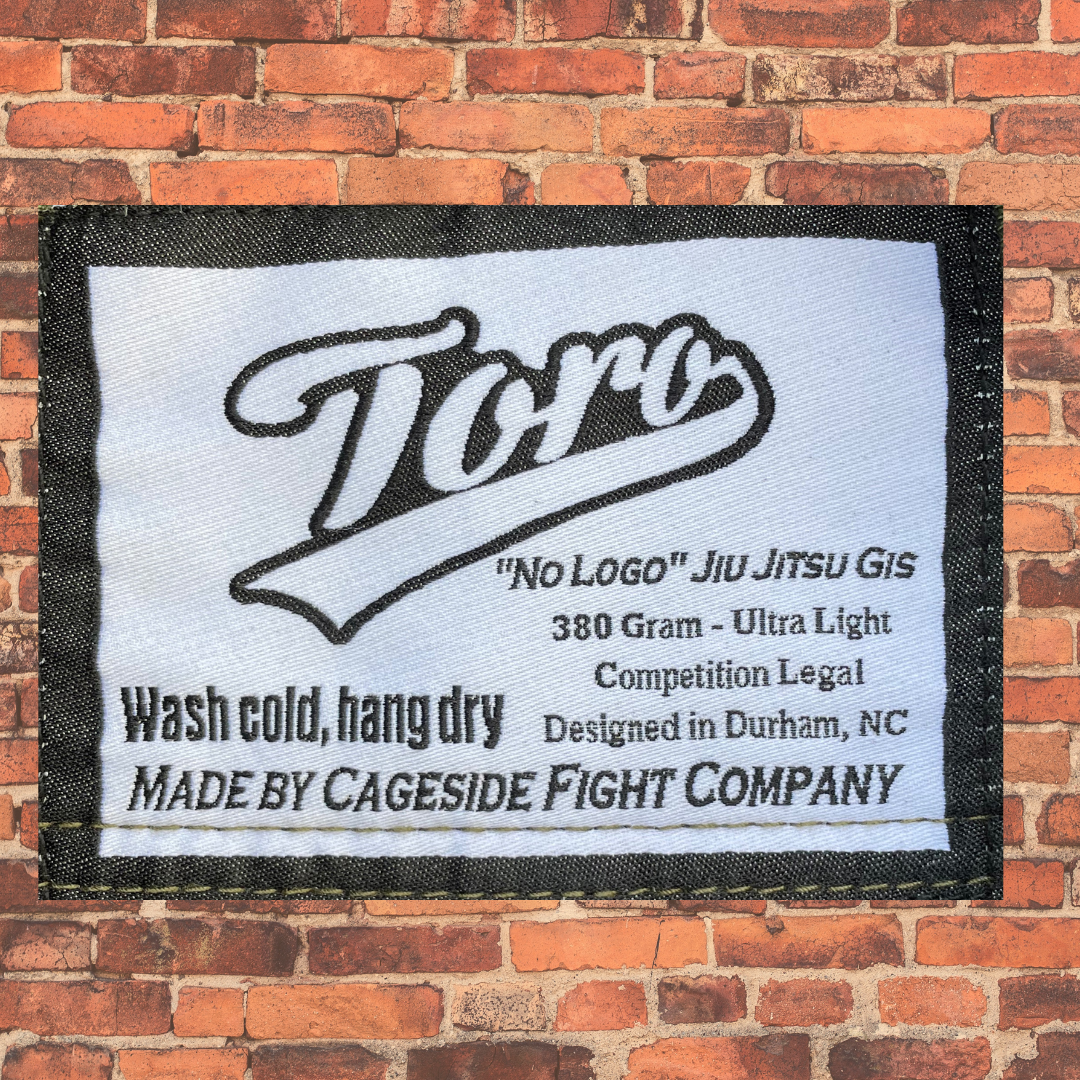 Toro
"No Logo" Jiu Jitsu Gis
380 Gram - Ultra Light
Competition Legal
Wash cold, hang dry
Designed in Durham, NC
Made by Cageside Fight Company